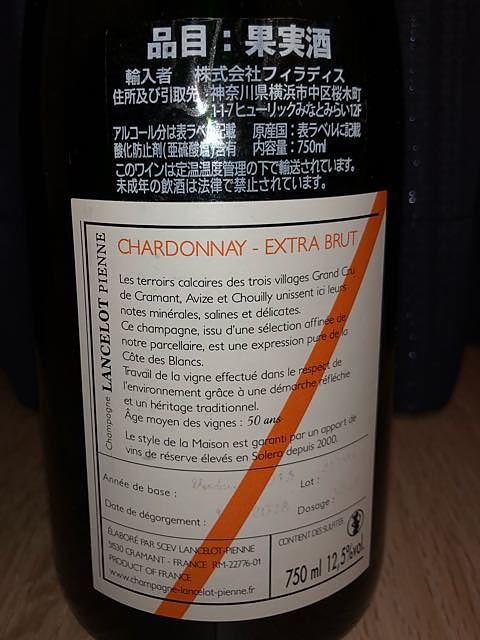 品目：果実酒
輸入者 株式会社フィラディス
住所及び引取先 神奈川県横浜市中区桜木町
1-1-7ヒューリックみなとみらい12F
アルコール分は表ラベルに記載 原産国：表ラベルに記載
酸化防止剤(亜硫酸塩)含有 内容量：750ml
このワインは定温温度管理の下で輸送されています。
未成年の飲酒は法律で禁止されています。
Champagne LANCELOT PIENNE
CHARDONNAY - EXTRA BRUT
Les terroirs calcaires des trois villages Grand Cru
de Cramant, Avize et Chouilly unissent ici leurs
notes minérales, salines et délicates.
Ce champagne, issu d'une sélection affinée de
notre parcellaire, est une expression pure de la
Côte des Blancs.
Travail de la vigne effectué dans le respect de
l'environnement grâce à une démarche réfléchie
et un héritage traditionnel.
Âge moyen des vignes : 50 ans
Le style de la Maison est garanti par un apport de
vins de réserve élevés en Solera depuis 2000.
Année de base : Lot :
Date de dégorgement : Dosage :
ÉLABORÉ PAR SCEV LANCELOT-PIENNE
51530 CRAMANT - FRANCE RM-22776-01
PRODUCT OF FRANCE
www.champagne-lancelot-pienne.fr
CONTIENT DES SULFITES
750 ml 12,5%vol.